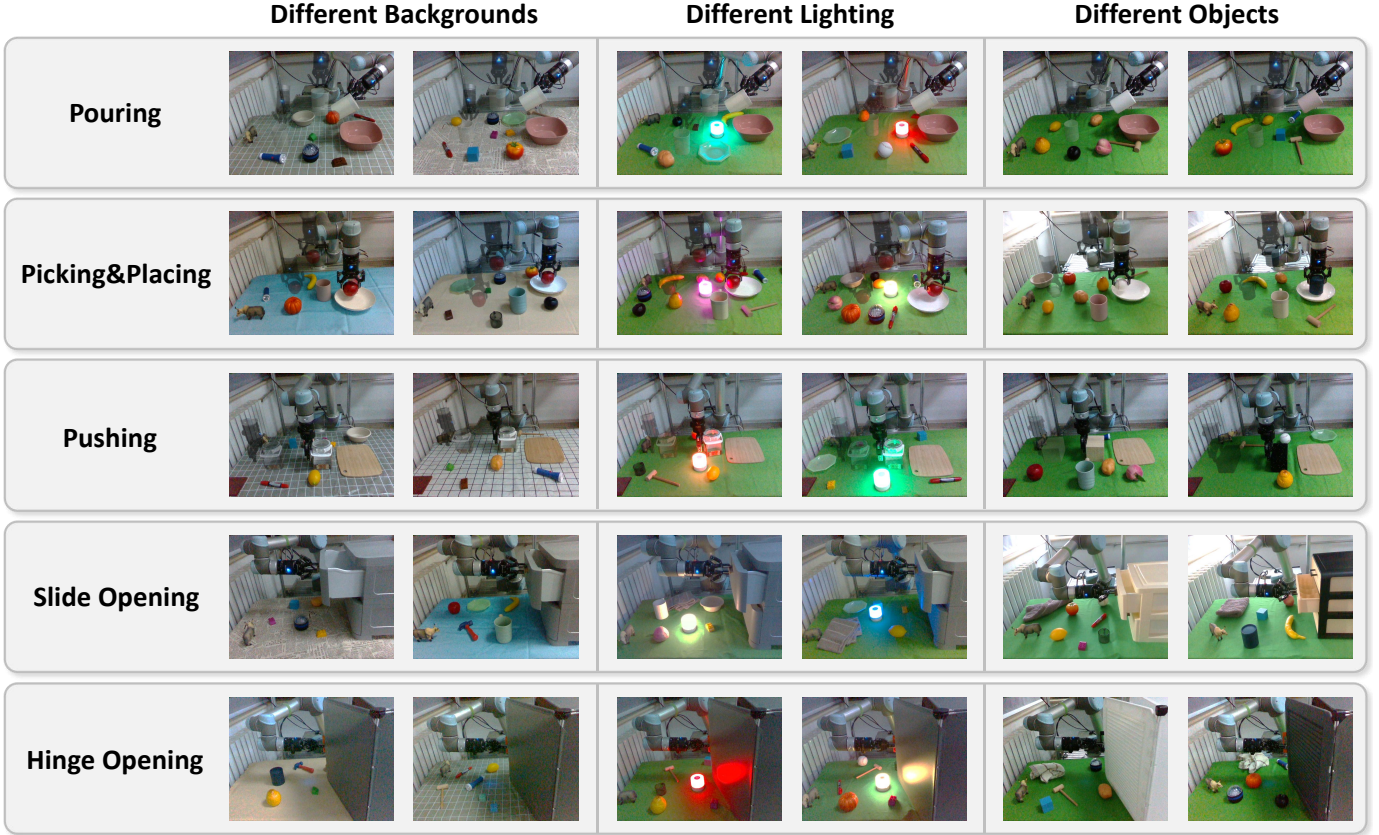 Different Backgrounds Different Lighting Different Objects
Pouring
Picking&Placing
Pushing
Slide Opening
Hinge Opening